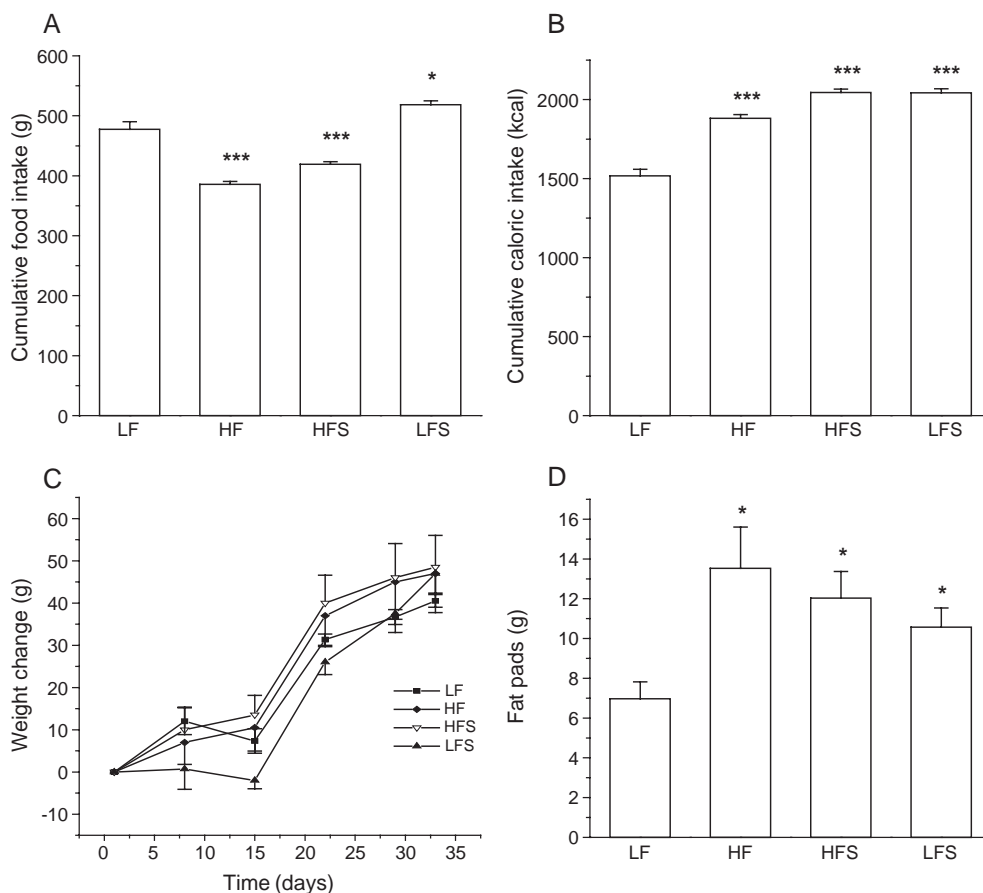 A
Cumulative food intake (g)
600
500
400
300
200
100
0
*
***
***
*
LF
HF
HFS
LFS
B
Cumulative caloric intake (kcal)
2000
1500
1000
500
0
***
***
***
LF
HF
HFS
LFS
C
Weight change (g)
60
50
40
30
20
10
0
-10
0
5
10
15
20
25
30
35
Time (days)
LF
HF
HFS
LFS
D
Fat pads (g)
16
14
12
10
8
6
4
2
0
*
*
*
LF
HF
HFS
LFS